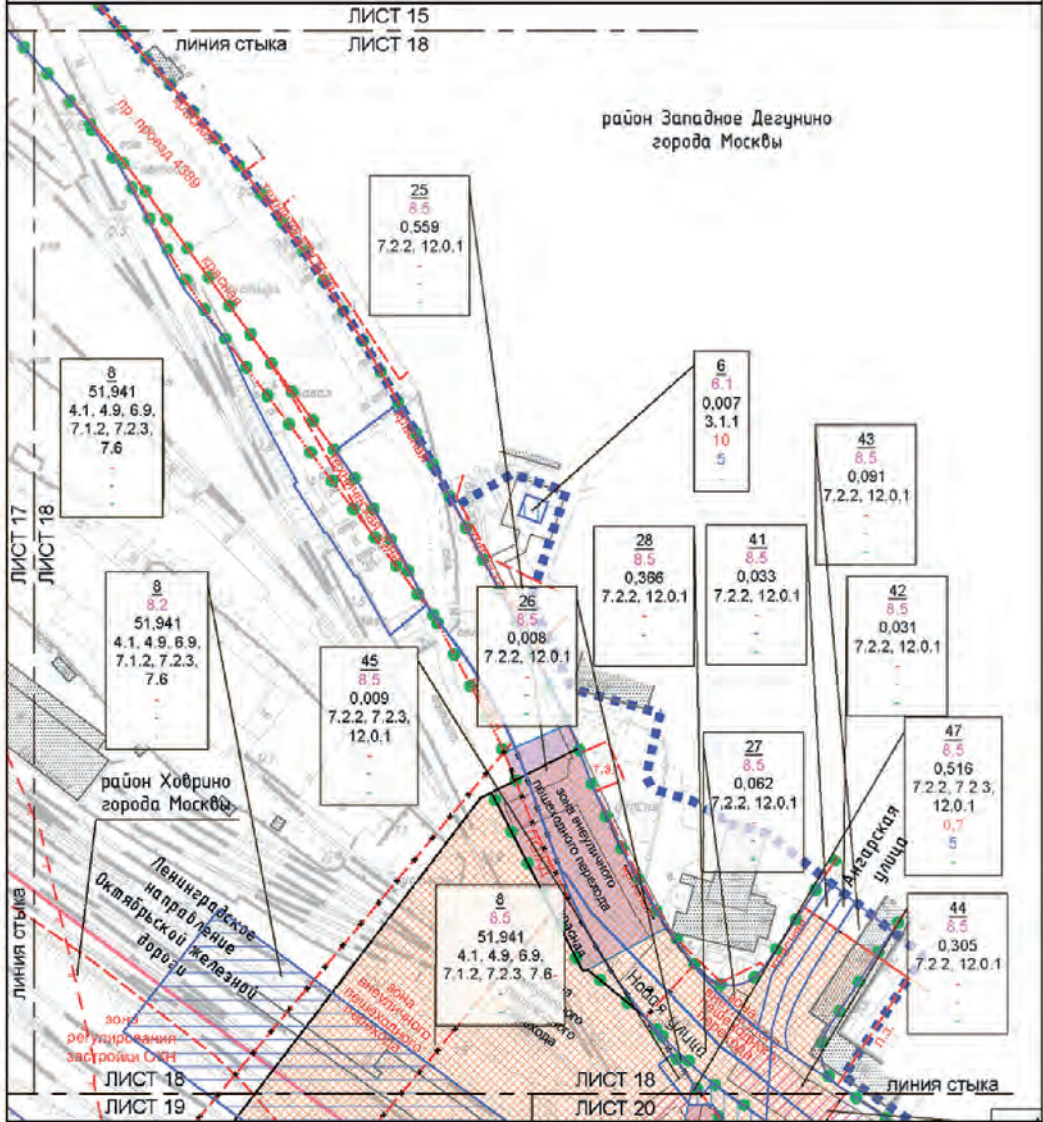 ЛИСТ 15
линия стыка
ЛИСТ 18
район Западное Дегунино
города Москвы
пр. проезд 4389
красная
25
8.5
0,559
7.2.2, 12.0.1
-
-
-
красная
8
51,941
4.1, 4.9, 6.9,
7.1.2, 7.2.3,
7.6
-
-
-
6
6.1
0,007
3.1.1
10
5
-
43
8.5
0,091
7.2.2, 12.0.1
-
-
-
ЛИСТ 17
ЛИСТ 18
техническая зона
красная
28
8.5
0,366
7.2.2, 12.0.1
-
-
-
41
8.5
0,033
7.2.2, 12.0.1
-
-
-
8
8.2
51,941
4.1, 4.9, 6.9,
7.1.2, 7.2.3,
7.6
-
-
-
26
8.5
0,008
7.2.2, 12.0.1
-
-
-
42
8.5
0,031
7.2.2, 12.0.1
-
-
-
45
8.5
0,009
7.2.2, 7.2.3,
12.0.1
-
-
-
27
8.5
0,062
7.2.2, 12.0.1
-
-
-
47
8.5
0,516
7.2.2, 7.2.3,
12.0.1
0,7
5
-
район Ховрино
города Москвы
т.з.
зона внеуличного
пешеходного перехода
Ангарская
улица
Ленинградское
направление
Октябрьской железной
дороги
8
8.5
51,941
4.1, 4.9, 6.9,
7.1.2, 7.2.3, 7.6
-
-
-
красная
44
8.5
0,305
7.2.2, 12.0.1
-
-
-
линия стыка
зона
внеуличного
пешеходного
перехода
Новая улица
п.з.
зона
регулирования
застройки ОКН
ЛИСТ 18
ЛИСТ 18
линия стыка
ЛИСТ 19
ЛИСТ 20